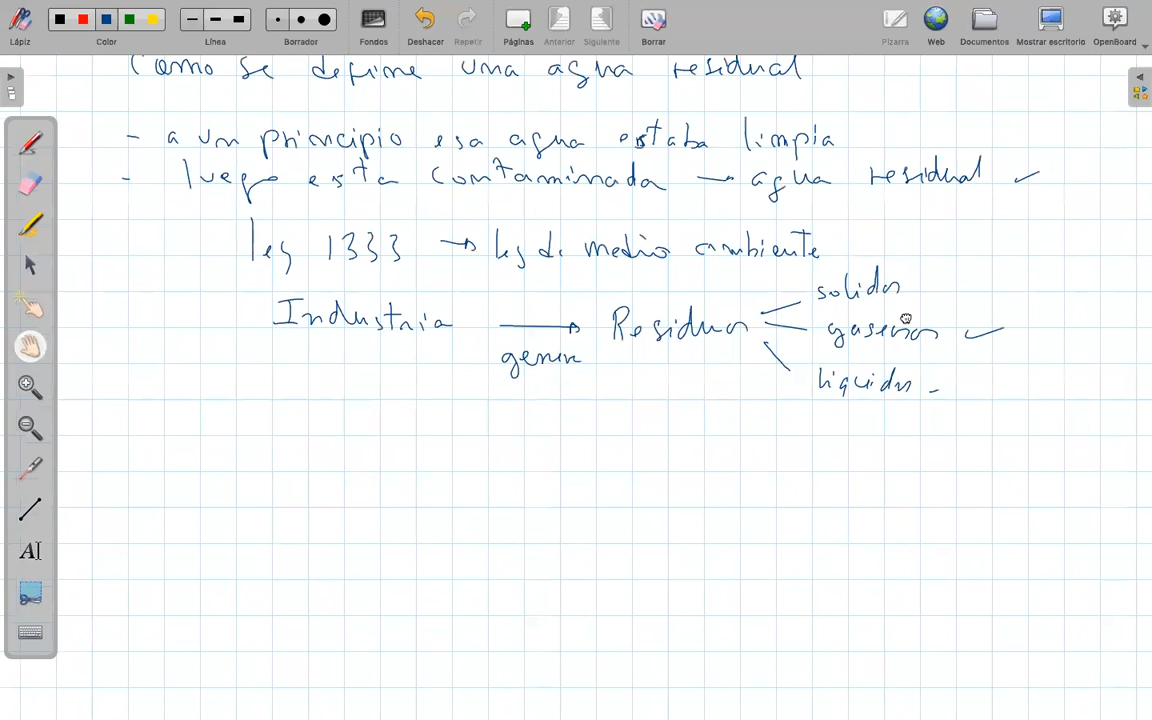 Lápiz Color Línea Borrador Fondos Deshacer Repetir Páginas Anterior Siguiente Borrar Pizarra Web Documentos Mostrar escritorio OpenBoard
Como se define una agua residual
- a un principio esa agua estaba limpia
- luego esta contaminada → agua residual ✓
ley 1333 → ley de medio ambiente
solidos
Industria → Residuos gaseosos ✓
genera
liquidos -